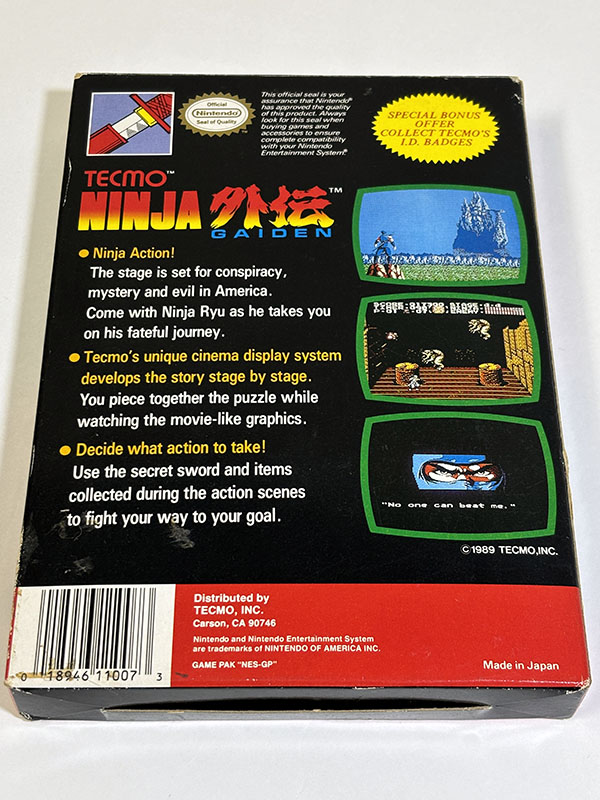 Official
Nintendo
Seal of Quality
This official seal is your
assurance that Nintendo®
has approved the quality
of this product. Always
look for this seal when
buying games and
accessories to ensure
complete compatibility
with your Nintendo
Entertainment System®.
SPECIAL BONUS
OFFER
COLLECT TECMO'S
I.D. BADGES
TECMO™
NINJA 外伝™
GAIDEN
● Ninja Action!
The stage is set for conspiracy,
mystery and evil in America.
Come with Ninja Ryu as he takes you
on his fateful journey.
● Tecmo's unique cinema display system
develops the story stage by stage.
You piece together the puzzle while
watching the movie-like graphics.
● Decide what action to take!
Use the secret sword and items
collected during the action scenes
to fight your way to your goal.
"No one can beat me."
© 1989 TECMO, INC.
Distributed by
TECMO, INC.
Carson, CA 90746
Nintendo and Nintendo Entertainment System
are trademarks of NINTENDO OF AMERICA INC.
GAME PAK "NES-GP"
Made in Japan
0 18946 11007 3